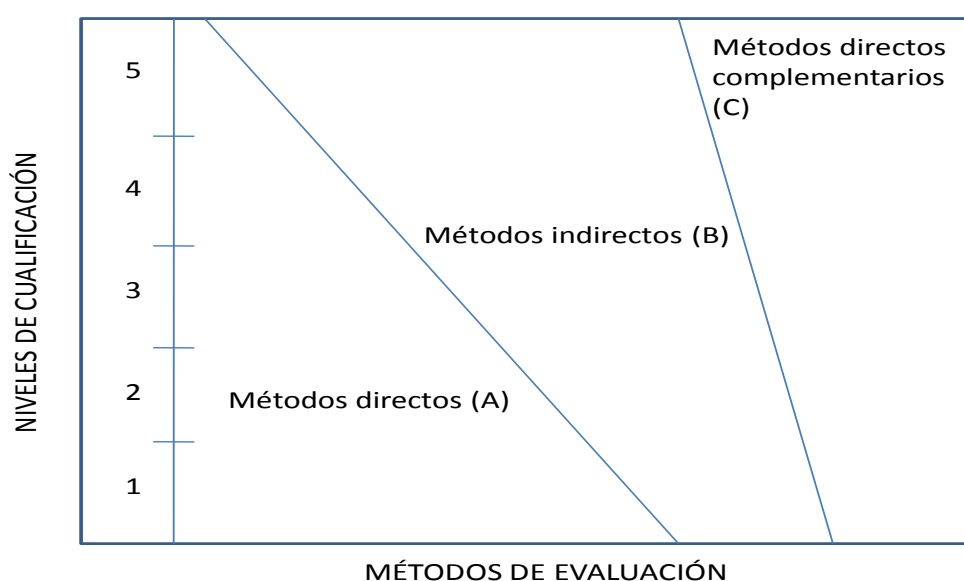 NIVELES DE CUALIFICACIÓN
5
4
3
2
1
Métodos directos
complementarios
(C)
Métodos indirectos (B)
Métodos directos (A)
MÉTODOS DE EVALUACIÓN